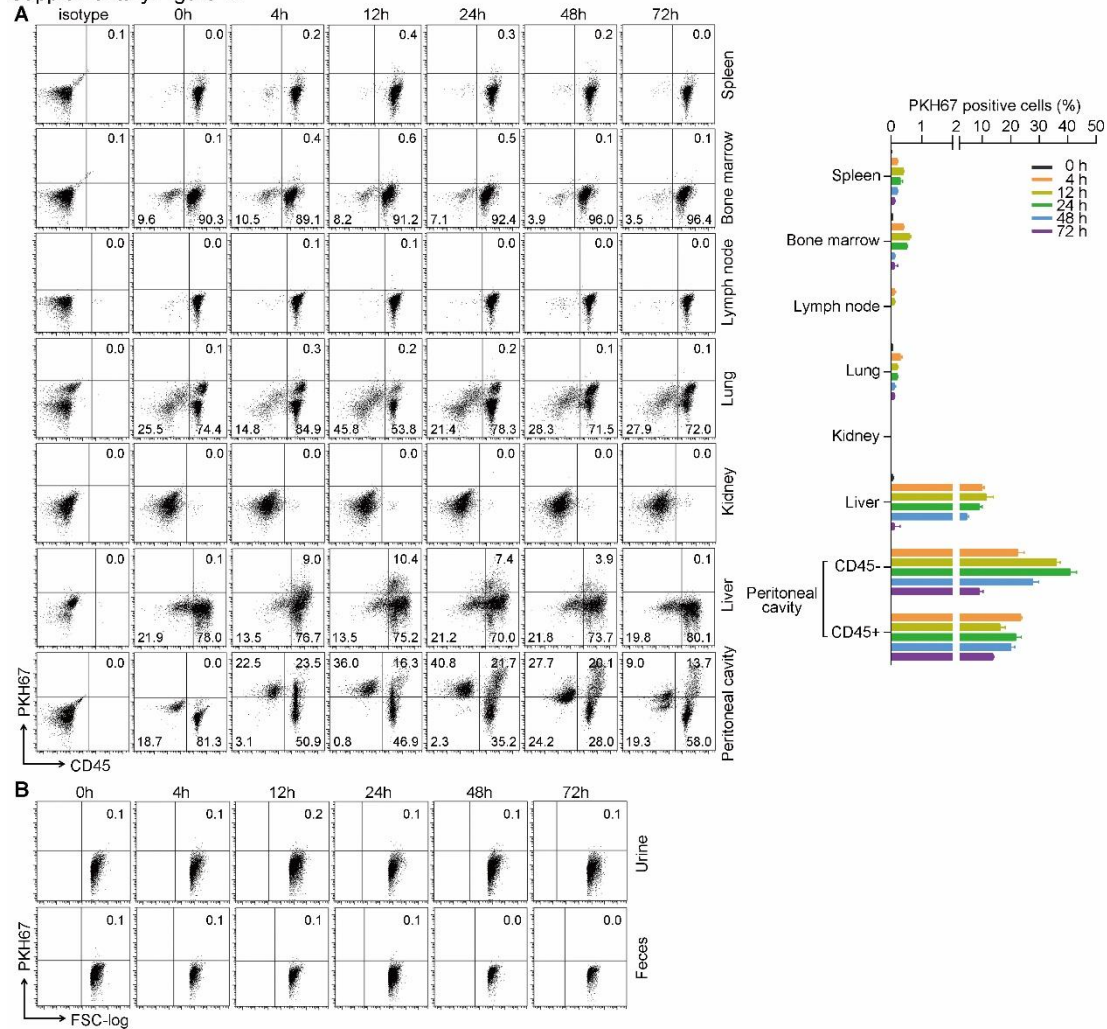 A
isotype 0h 4h 12h 24h 48h 72h
0.1 0.0 0.2 0.4 0.3 0.2 0.0 Spleen
0.1 0.1 0.4 0.6 0.5 0.1 0.1 Bone marrow
9.6 90.3 10.5 89.1 8.2 91.2 7.1 92.4 3.9 96.0 3.5 96.4
0.0 0.0 0.1 0.1 0.0 0.0 0.0 Lymph node
0.0 0.1 0.3 0.2 0.2 0.1 0.1 Lung
25.5 74.4 14.8 84.9 45.8 53.8 21.4 78.3 28.3 71.5 27.9 72.0
0.0 0.0 0.0 0.0 0.0 0.0 0.0 Kidney
0.0 0.1 9.0 10.4 7.4 3.9 0.1 Liver
21.9 78.0 13.5 76.7 13.5 75.2 21.2 70.0 21.8 73.7 19.8 80.1
0.0 0.0 22.5 23.5 36.0 16.3 40.8 21.7 27.7 20.1 9.0 13.7 Peritoneal cavity
18.7 81.3 3.1 50.9 0.8 46.9 2.3 35.2 24.2 28.0 19.3 58.0
PKH67
CD45
PKH67 positive cells (%)
0 1 2 10 20 30 40 50
0 h
4 h
12 h
24 h
48 h
72 h
Spleen
Bone marrow
Lymph node
Lung
Kidney
Liver
Peritoneal cavity
CD45-
CD45+
B
0h 4h 12h 24h 48h 72h
0.1 0.1 0.2 0.1 0.1 0.1 Urine
0.1 0.1 0.1 0.1 0.0 0.0 Feces
PKH67
FSC-log